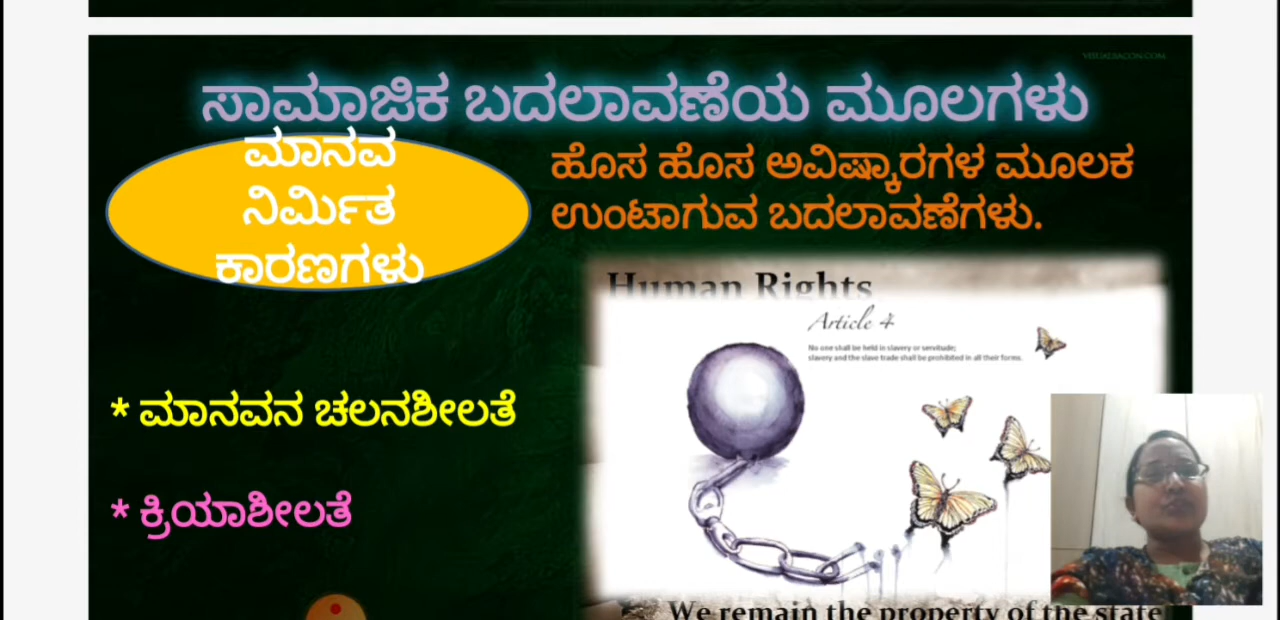 ಸಾಮಾಜಿಕ ಬದಲಾವಣೆಯ ಮೂಲಗಳು
ಮಾನವ
ನಿರ್ಮಿತ
ಕಾರಣಗಳು
ಹೊಸ ಹೊಸ ಅವಿಷ್ಕಾರಗಳ ಮೂಲಕ
ಉಂಟಾಗುವ ಬದಲಾವಣೆಗಳು.
Human Rights
Article 4
No one shall be held in slavery or servitude;
slavery and the slave trade shall be prohibited in all their forms.
* ಮಾನವನ ಚಲನಶೀಲತೆ
* ಕ್ರಿಯಾಶೀಲತೆ
We remain the property of the state